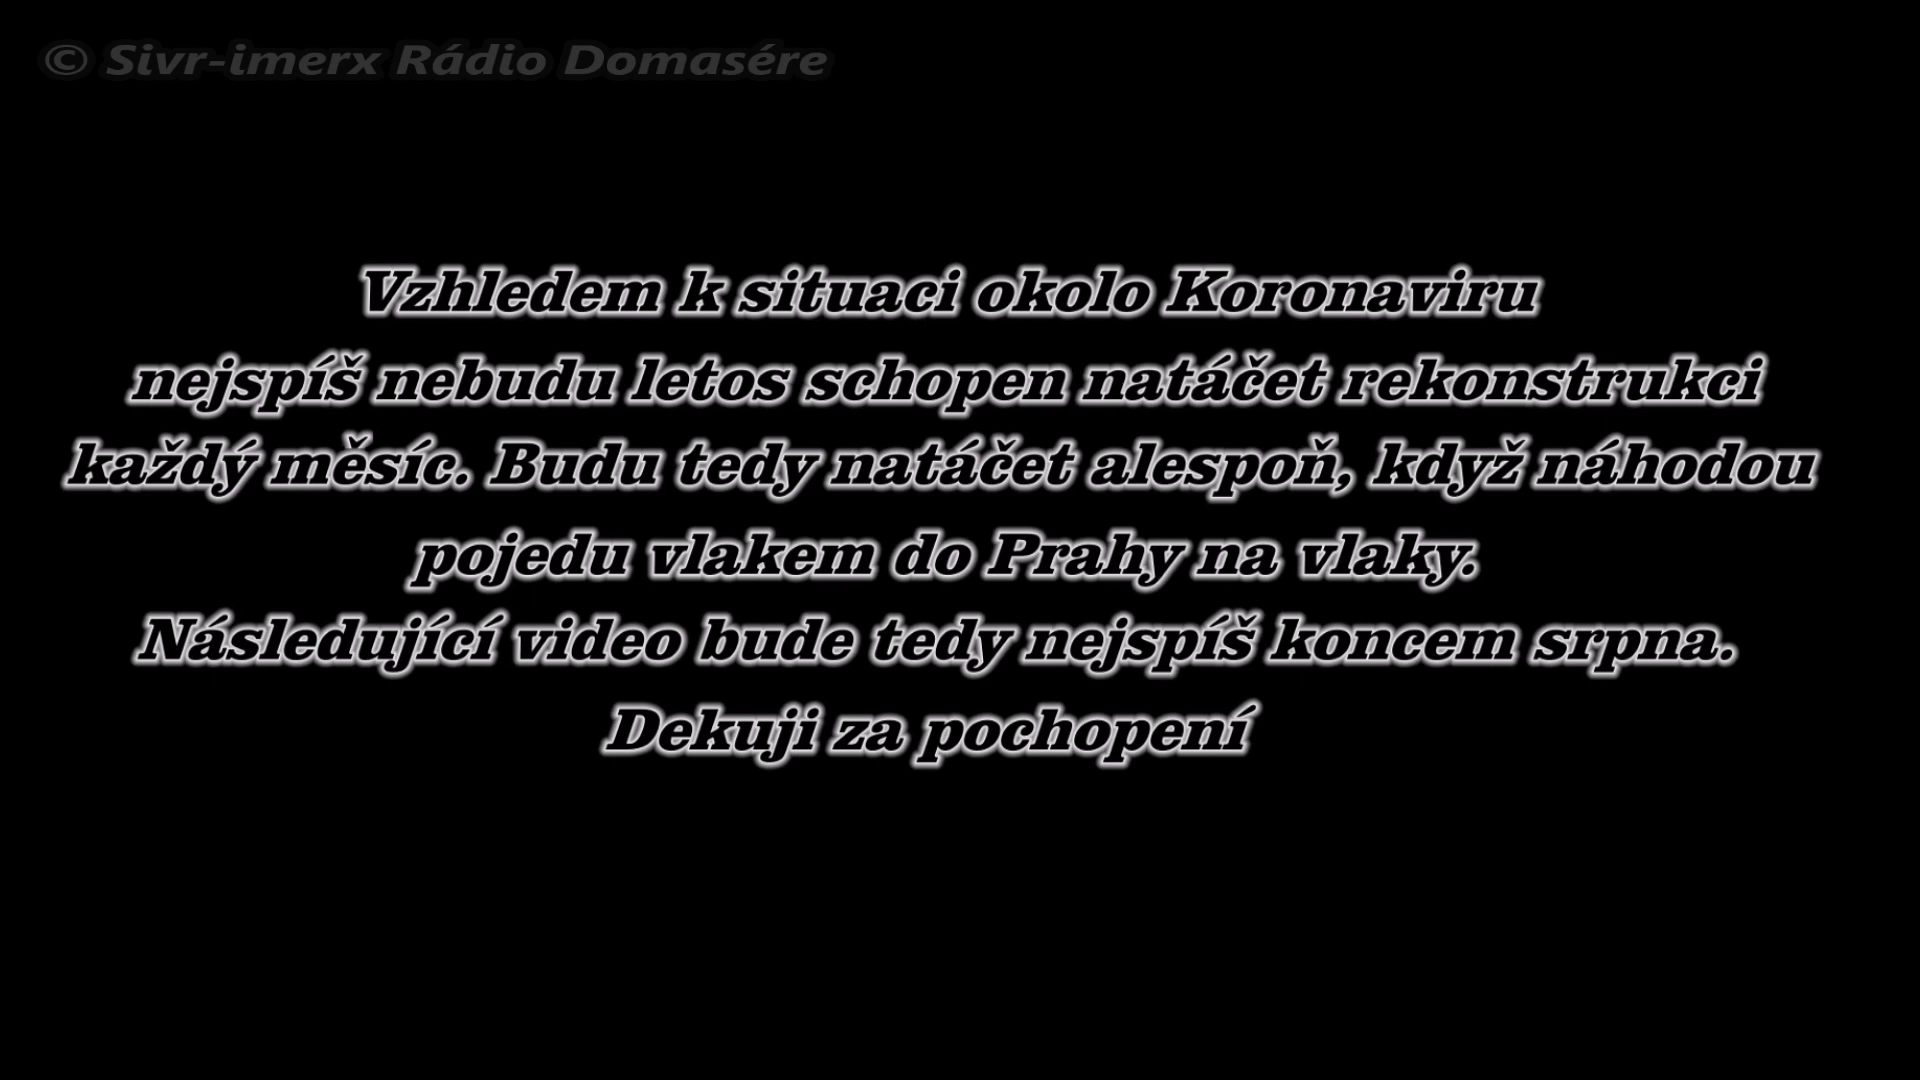 © Sivr-imerx Rádio Domasére
Vzhledem k situaci okolo Koronaviru
nejspíš nebudu letos schopen natáčet rekonstrukci
každý měsíc. Budu tedy natáčet alespoň, když náhodou
pojedu vlakem do Prahy na vlaky.
Následující video bude tedy nejspíš koncem srpna.
Dekuji za pochopení